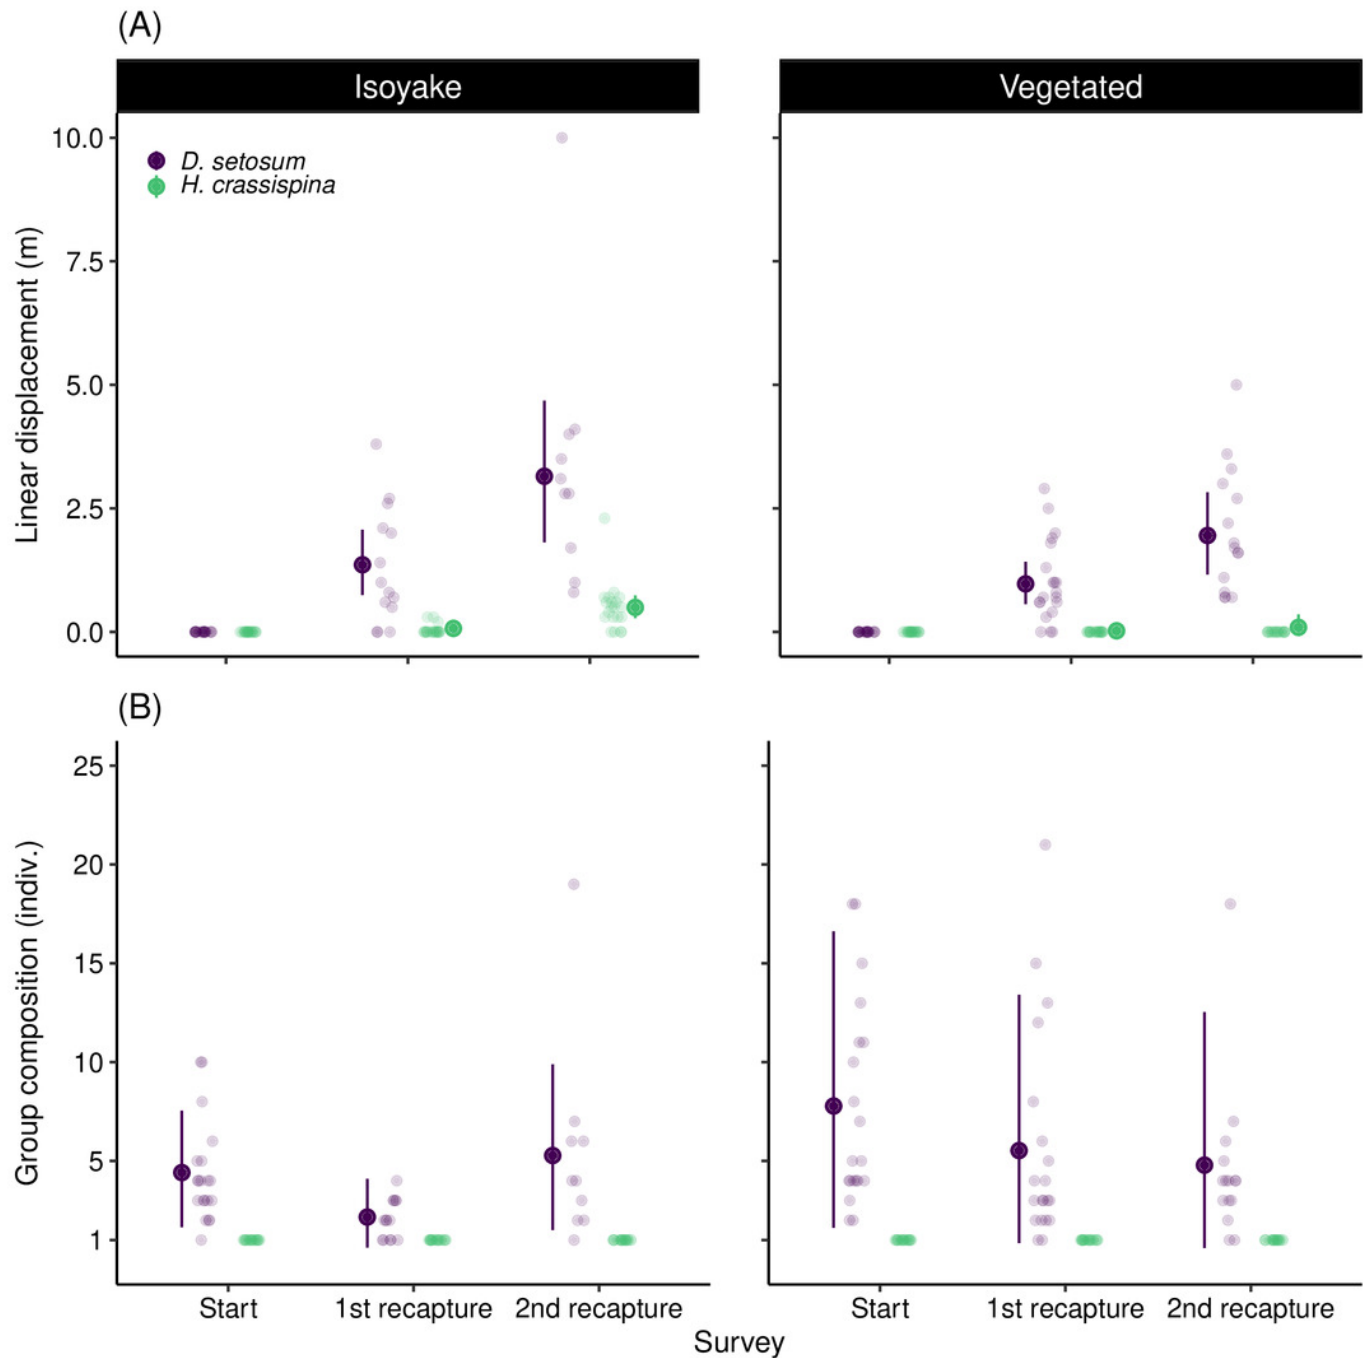 (A)
Isoyake
Vegetated
Linear displacement (m)
10.0
7.5
5.0
2.5
0.0
D. setosum
H. crassispina
(B)
Group composition (indiv.)
25
20
15
10
5
1
Start 1st recapture 2nd recapture
Start 1st recapture 2nd recapture
Survey